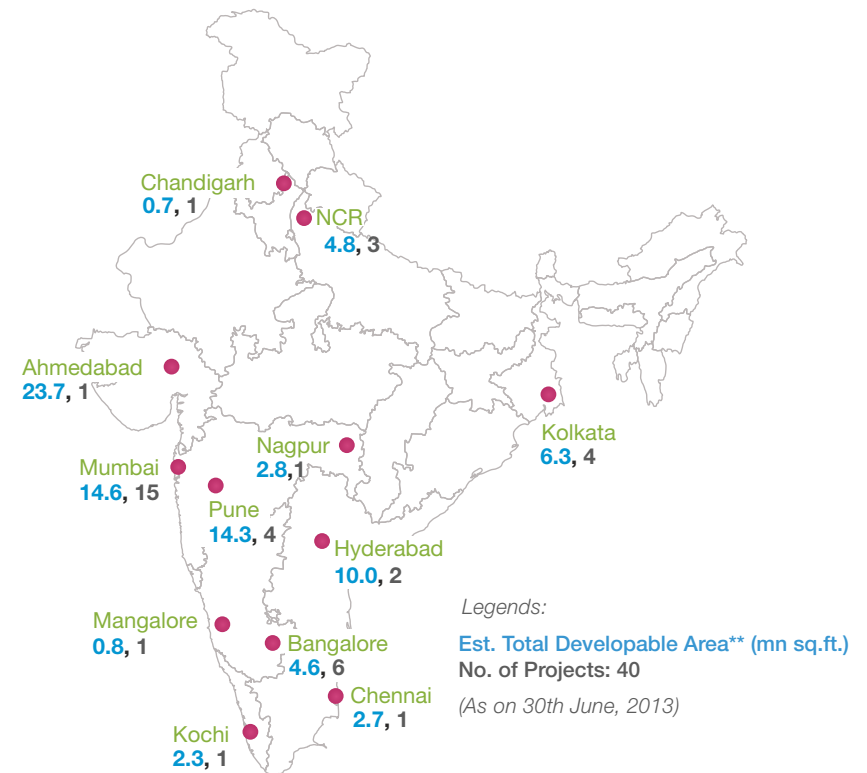 Chandigarh
0.7, 1
NCR
4.8, 3
Ahmedabad
23.7, 1
Kolkata
6.3, 4
Nagpur
2.8,1
Mumbai
14.6, 15
Pune
14.3, 4
Hyderabad
10.0, 2
Mangalore
0.8, 1
Bangalore
4.6, 6
Chennai
2.7, 1
Kochi
2.3, 1
Legends:
Est. Total Developable Area** (mn sq.ft.)
No. of Projects: 40
(As on 30th June, 2013)